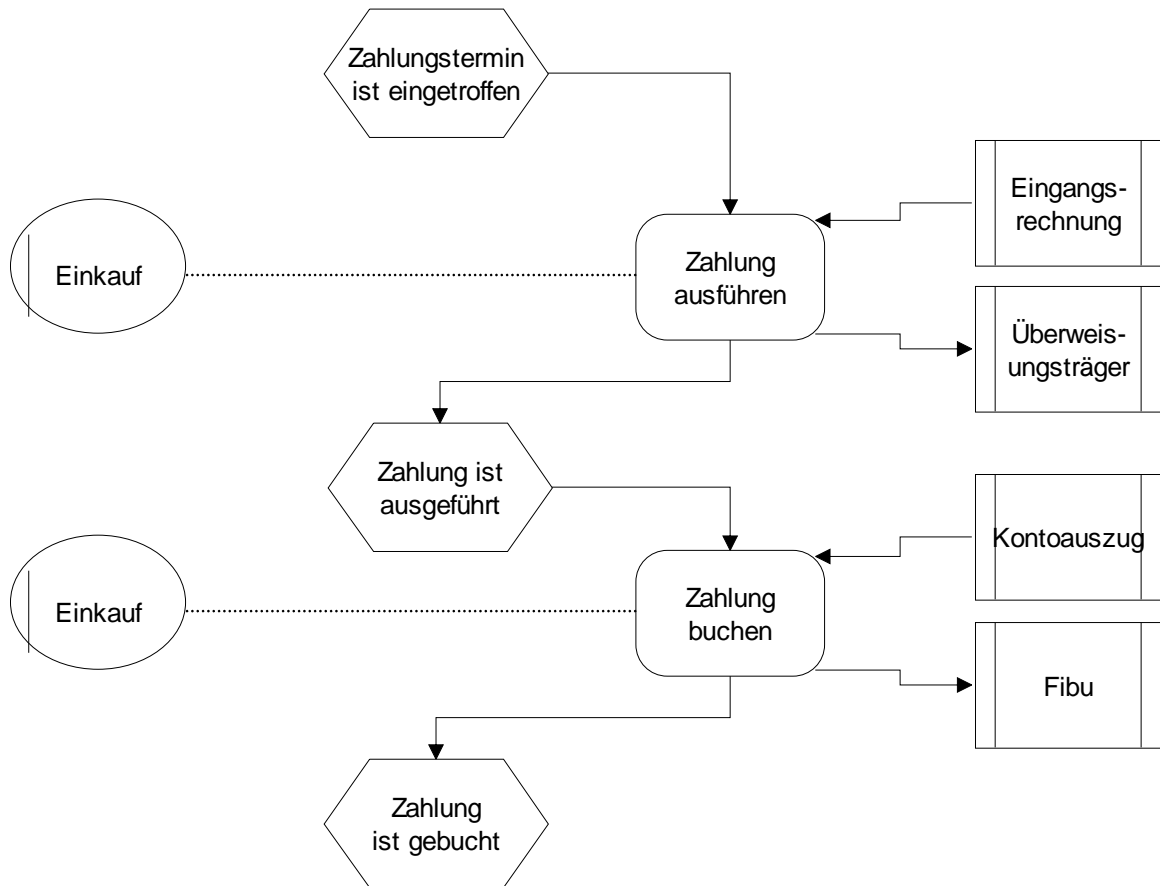 Zahlungstermin
ist eingetroffen
Eingangs-
rechnung
Einkauf
Zahlung
ausführen
Überweis-
ungsträger
Zahlung ist
ausgeführt
Kontoauszug
Einkauf
Zahlung
buchen
Fibu
Zahlung
ist gebucht